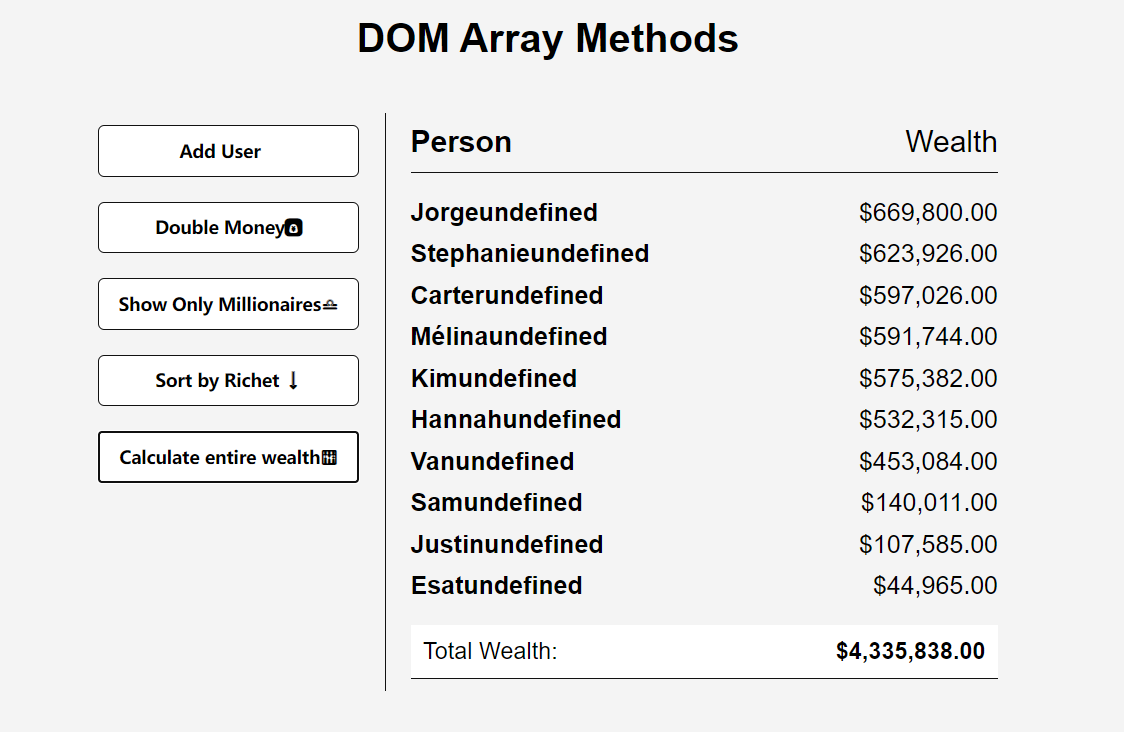 DOM Array Methods
Add User
Double Money
Show Only Millionaires
Sort by Richet ↓
Calculate entire wealth
Person Wealth
Jorgeundefined $669,800.00
Stephanieundefined $623,926.00
Carterundefined $597,026.00
Mélinaundefined $591,744.00
Kimundefined $575,382.00
Hannahundefined $532,315.00
Vanundefined $453,084.00
Samundefined $140,011.00
Justinundefined $107,585.00
Esatundefined $44,965.00
Total Wealth: $4,335,838.00